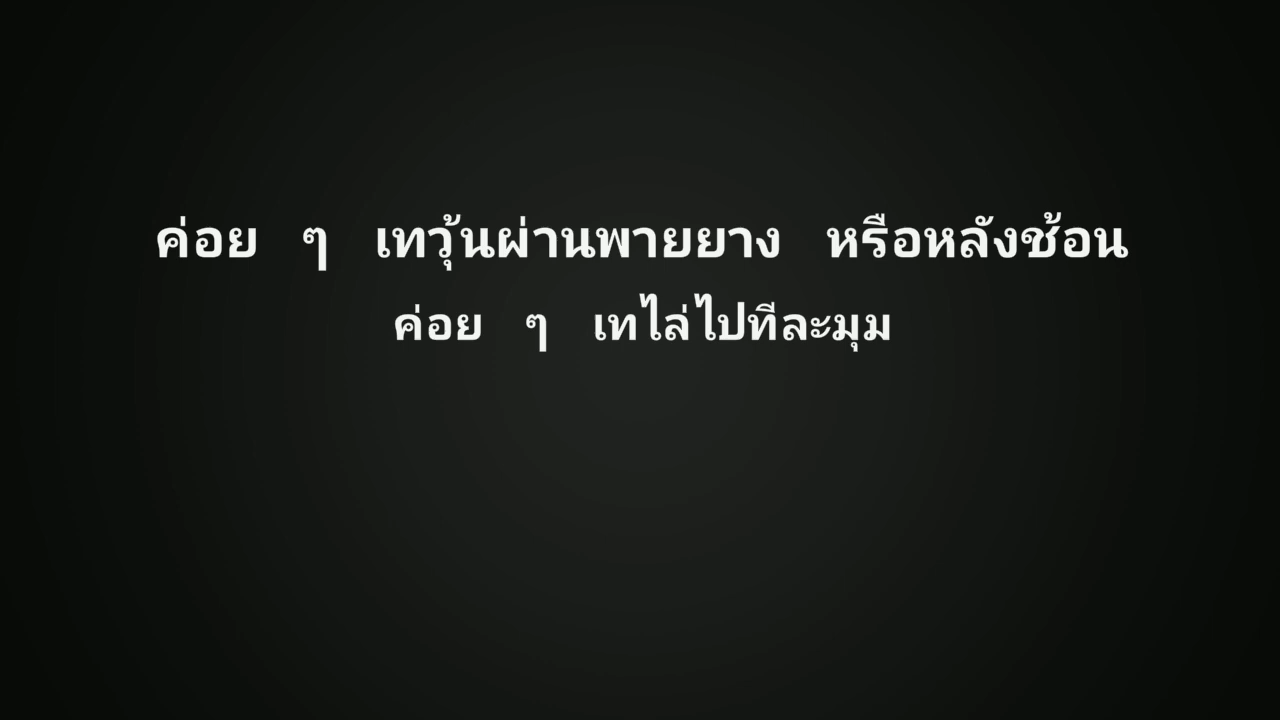 ค่อย ๆ เทวุ้นผ่านพายยาง หรือหลังช้อน
ค่อย ๆ เทไล่ไปทีละมุม